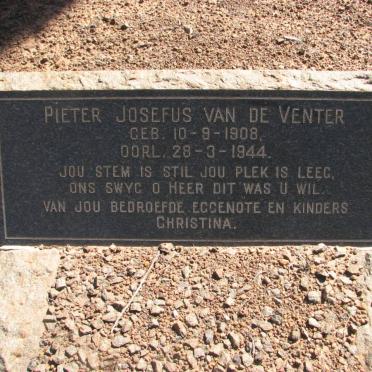 PIETER JOSEFUS VAN DE VENTER
GEB. 10-9-1908.
OORL. 28-3-1944.
JOU STEM IS STIL JOU PLEK IS LEEG,
ONS SWYG O HEER DIT WAS U WIL.
VAN JOU BEDROEFDE EGGENOTE EN KINDERS
CHRISTINA.